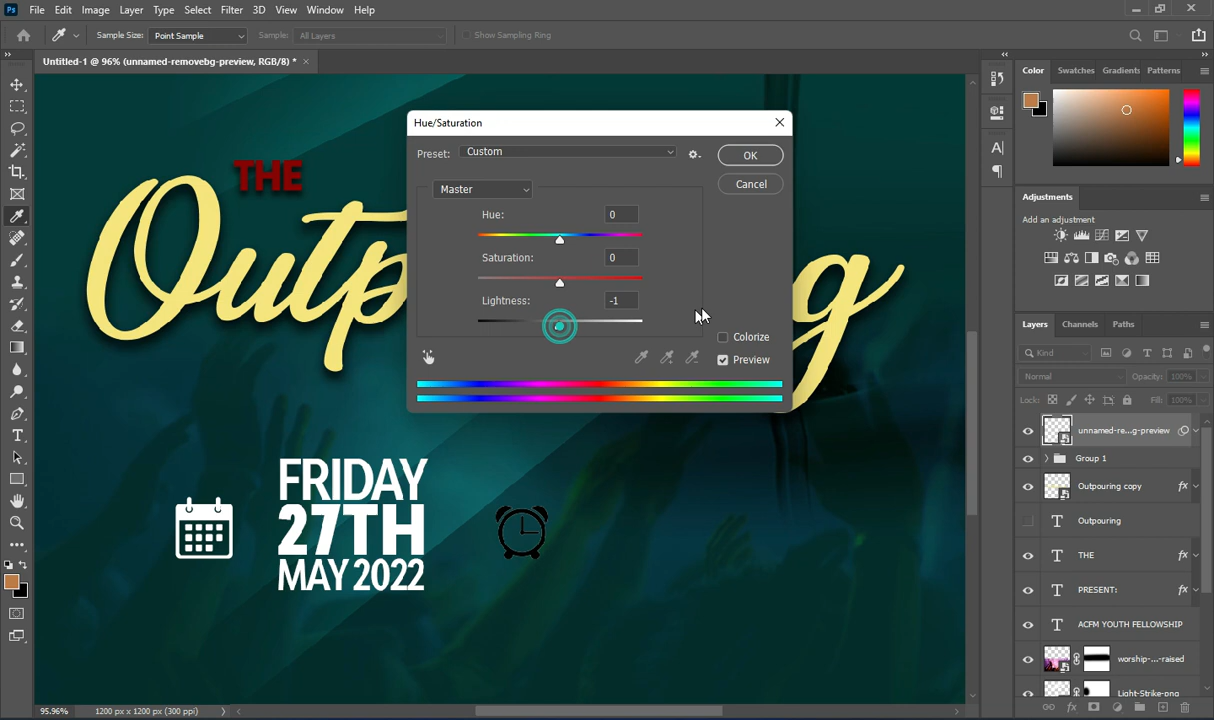 Ps File Edit Image Layer Type Select Filter 3D View Window Help
Sample Size: Point Sample Sample: All Layers Show Sampling Ring
Untitled-1 @ 96% (unnamed-removebg-preview, RGB/8) * ×
THE
FRIDAY
27TH
MAY 2022
Hue/Saturation
Preset: Custom
OK
Cancel
Master
Hue: 0
Saturation: 0
Lightness: -1
Colorize
Preview
Color Swatches Gradients Patterns
Adjustments
Add an adjustment
Layers Channels Paths
Kind
Normal Opacity: 100%
Lock: Fill: 100%
unnamed-re...g-preview
Group 1
Outpouring copy fx
T Outpouring
T THE fx
T PRESENT: fx
T ACFM YOUTH FELLOWSHIP
worship-...-raised
Light-Strike-png
95.96% 1200 px x 1200 px (300 ppi)